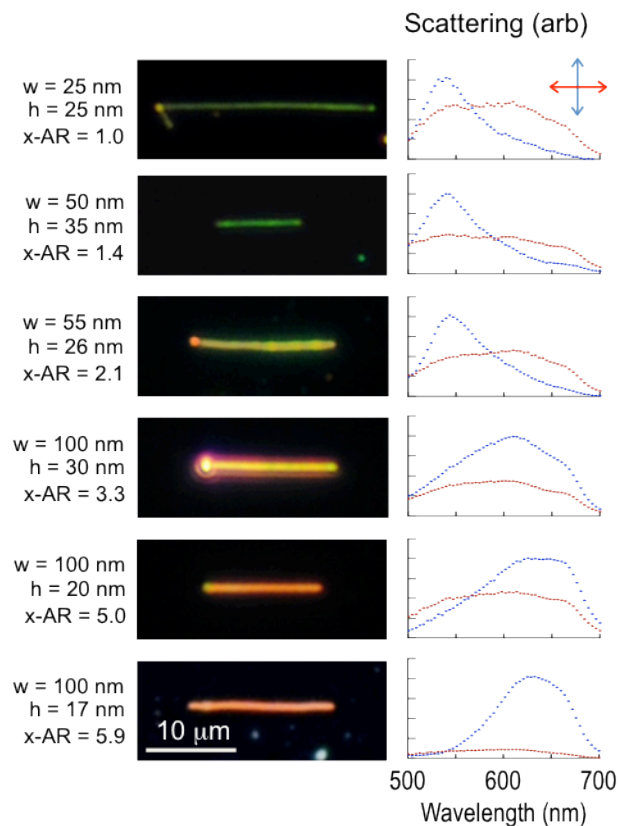 Scattering (arb)
w = 25 nm
h = 25 nm
x-AR = 1.0
w = 50 nm
h = 35 nm
x-AR = 1.4
w = 55 nm
h = 26 nm
x-AR = 2.1
w = 100 nm
h = 30 nm
x-AR = 3.3
w = 100 nm
h = 20 nm
x-AR = 5.0
w = 100 nm
h = 17 nm
x-AR = 5.9
10 μm
500 600 700
Wavelength (nm)